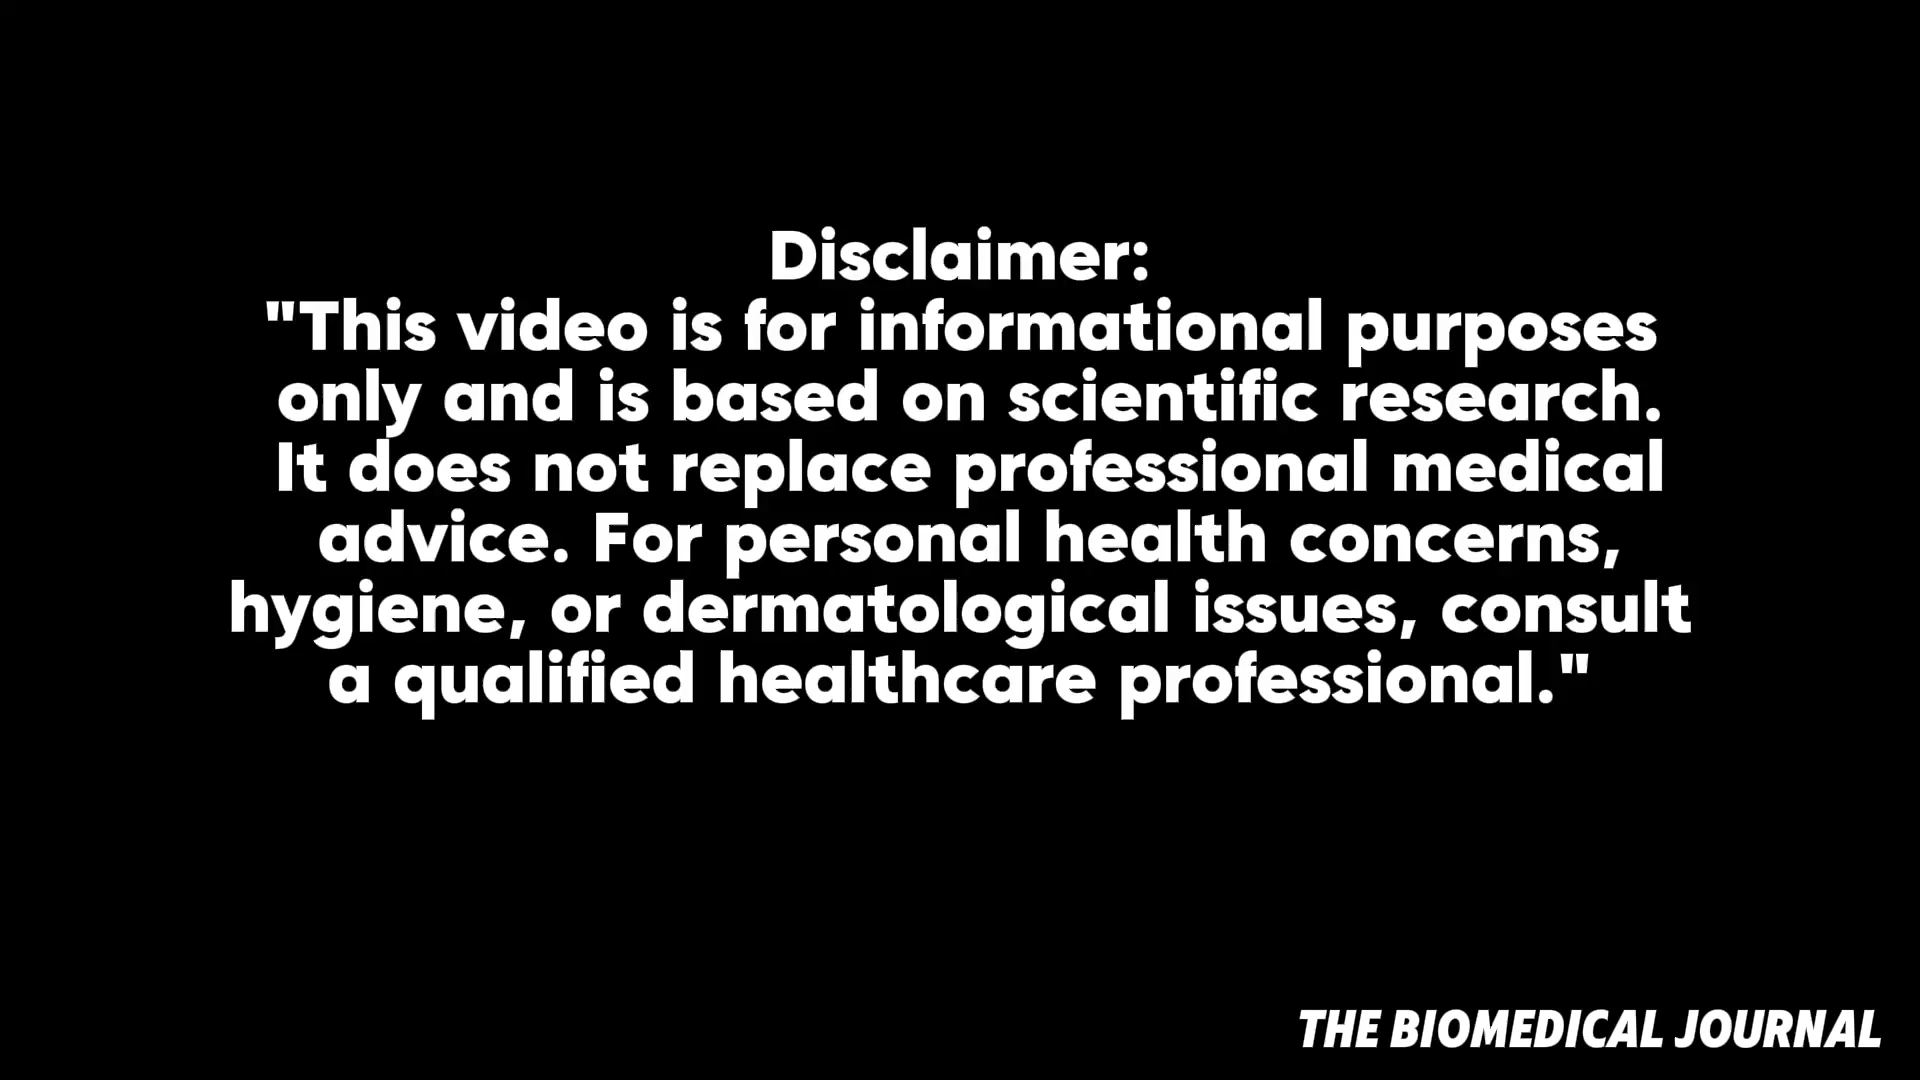 Disclaimer:
"This video is for informational purposes
only and is based on scientific research.
It does not replace professional medical
advice. For personal health concerns,
hygiene, or dermatological issues, consult
a qualified healthcare professional."
THE BIOMEDICAL JOURNAL